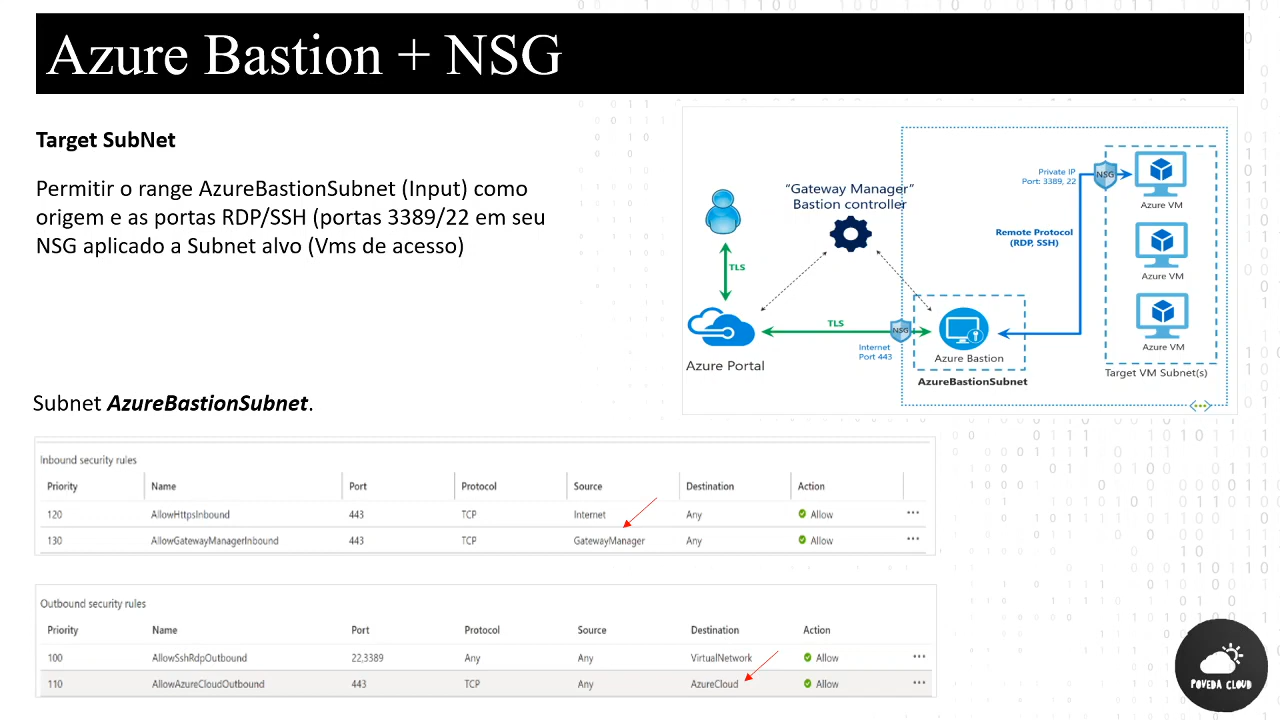 Azure Bastion + NSG
Target SubNet
Permitir o range AzureBastionSubnet (Input) como
origem e as portas RDP/SSH (portas 3389/22 em seu
NSG aplicado a Subnet alvo (Vms de acesso)
"Gateway Manager"
Bastion controller
TLS
Azure Portal
TLS
NSG
Internet
Port 443
Azure Bastion
AzureBastionSubnet
Remote Protocol
(RDP, SSH)
Private IP
Port: 3389, 22
NSG
Azure VM
Azure VM
Azure VM
Target VM Subnet(s)
Subnet AzureBastionSubnet.
Inbound security rules
Priority Name Port Protocol Source Destination Action
120 AllowHttpsInbound 443 TCP Internet Any Allow ...
130 AllowGatewayManagerInbound 443 TCP GatewayManager Any Allow ...
Outbound security rules
Priority Name Port Protocol Source Destination Action
100 AllowSshRdpOutbound 22,3389 Any Any VirtualNetwork Allow ...
110 AllowAzureCloudOutbound 443 TCP Any AzureCloud Allow ...
POVEDA CLOUD